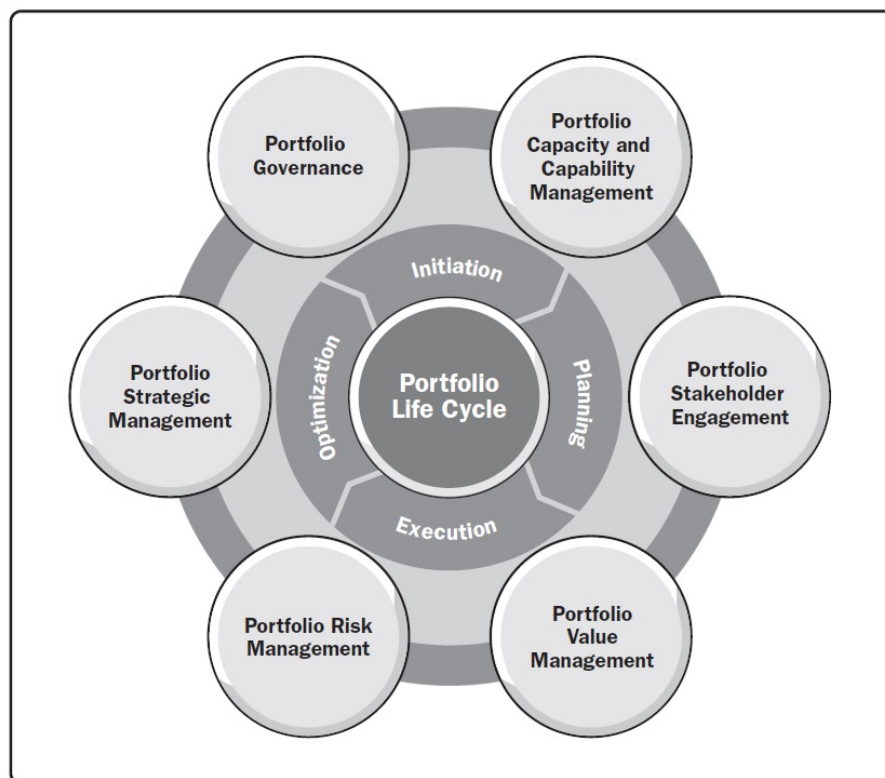 Portfolio
Governance
Portfolio
Capacity and
Capability
Management
Portfolio
Strategic
Management
Initiation
Planning
Execution
Optimization
Portfolio
Life Cycle
Portfolio
Stakeholder
Engagement
Portfolio Risk
Management
Portfolio
Value
Management